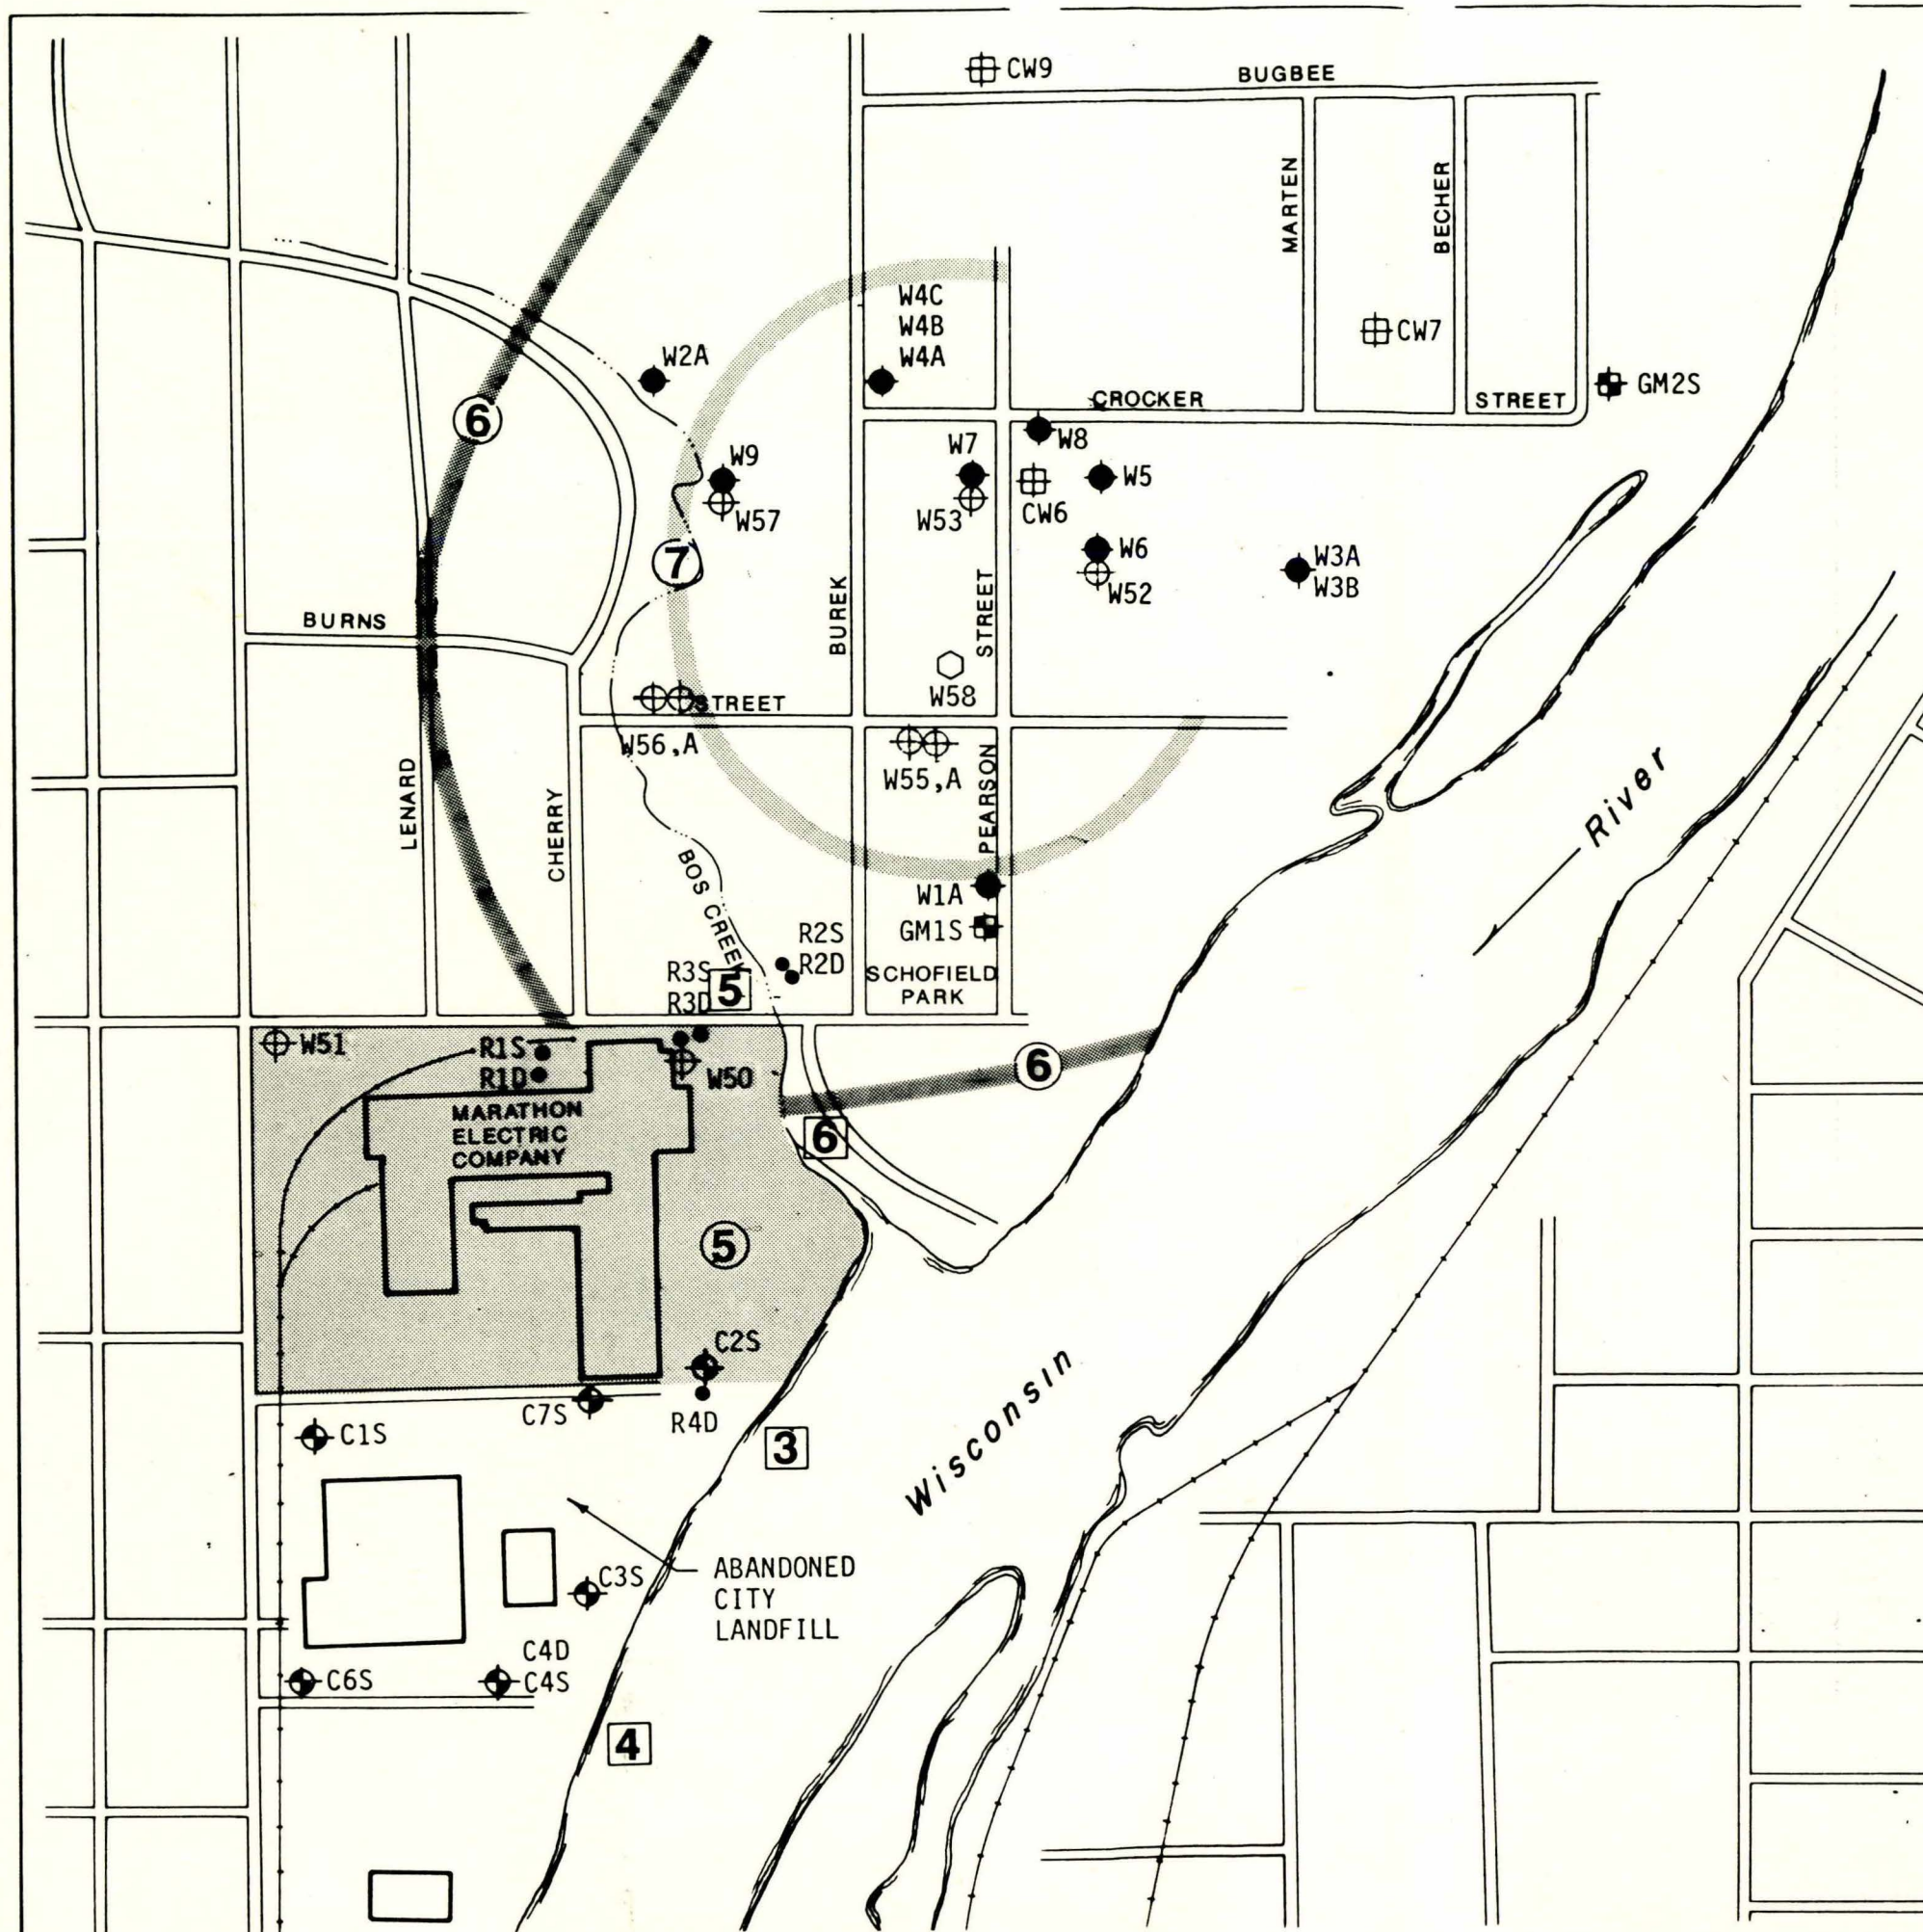 CW9
BUGBEE
MARTEN
BECHER
W4C
W4B
W4A
CW7
W2A
GM2S
CROCKER
STREET
6
W8
W7
W9
W5
CW6
W53
W57
W6
W3A
W3B
7
W52
BURNS
BUREK
STREET
W58
STREET
W56,A
W55,A
PEARSON
LENARD
CHERRY
River
BOS CREEK
W1A
GM1S
R2S
R2D
R3S
R3D
5
SCHOFIELD
PARK
W51
R1S
R1D
W50
6
MARATHON
ELECTRIC
COMPANY
6
5
C2S
C7S
R4D
C1S
3
Wisconsin
ABANDONED
CITY
LANDFILL
C3S
C4D
C4S
C6S
4